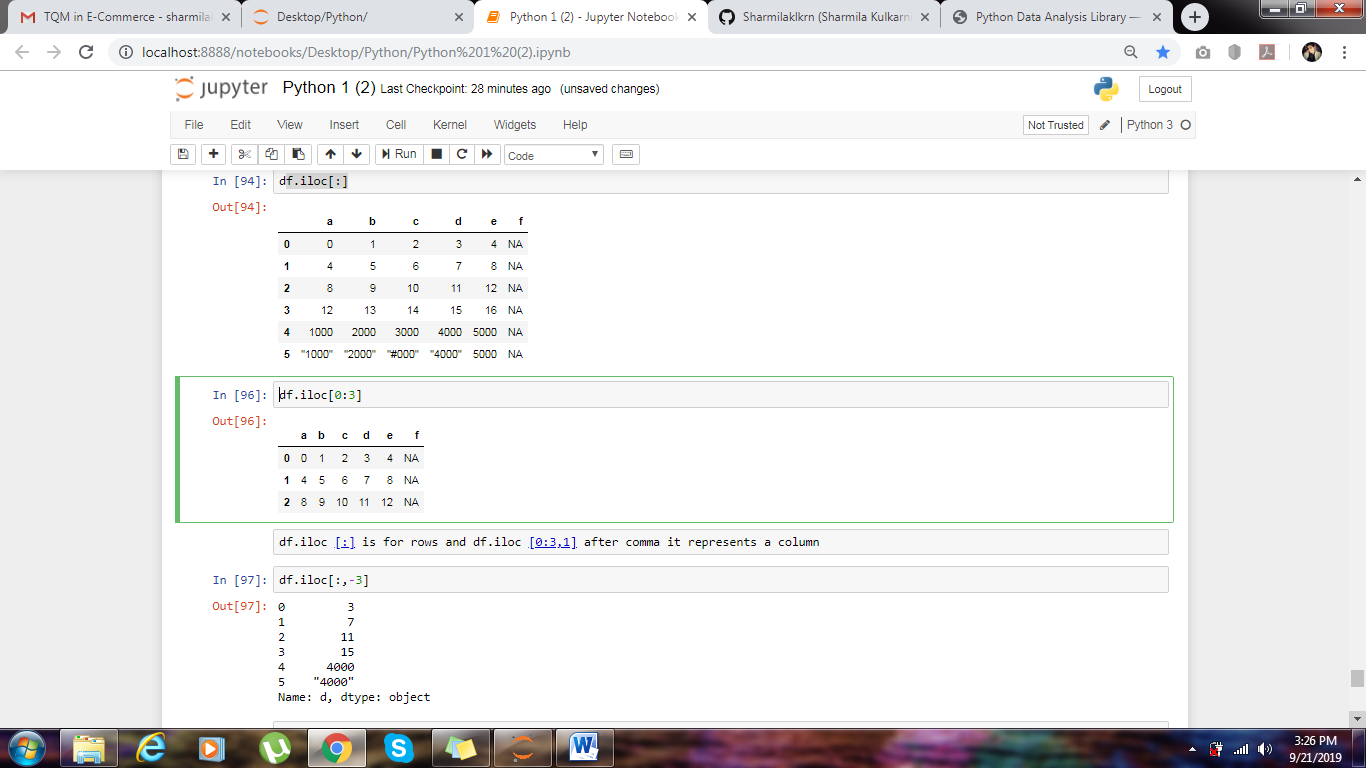 TQM in E-Commerce - sharmila
Desktop/Python/
Python 1 (2) - Jupyter Notebook
Sharmilaklkrn (Sharmila Kulkarn
Python Data Analysis Library —
localhost:8888/notebooks/Desktop/Python/Python%201%20(2).ipynb
jupyter Python 1 (2) Last Checkpoint: 28 minutes ago (unsaved changes)
Logout
File Edit View Insert Cell Kernel Widgets Help
Not Trusted Python 3
Run Code
In [94]: df.iloc[:]
Out[94]:
a b c d e f
0 0 1 2 3 4 NA
1 4 5 6 7 8 NA
2 8 9 10 11 12 NA
3 12 13 14 15 16 NA
4 1000 2000 3000 4000 5000 NA
5 "1000" "2000" "#000" "4000" 5000 NA
In [96]: df.iloc[0:3]
Out[96]:
a b c d e f
0 0 1 2 3 4 NA
1 4 5 6 7 8 NA
2 8 9 10 11 12 NA
df.iloc [:] is for rows and df.iloc [0:3,1] after comma it represents a column
In [97]: df.iloc[:,-3]
Out[97]: 0 3
1 7
2 11
3 15
4 4000
5 "4000"
Name: d, dtype: object
3:26 PM
9/21/2019